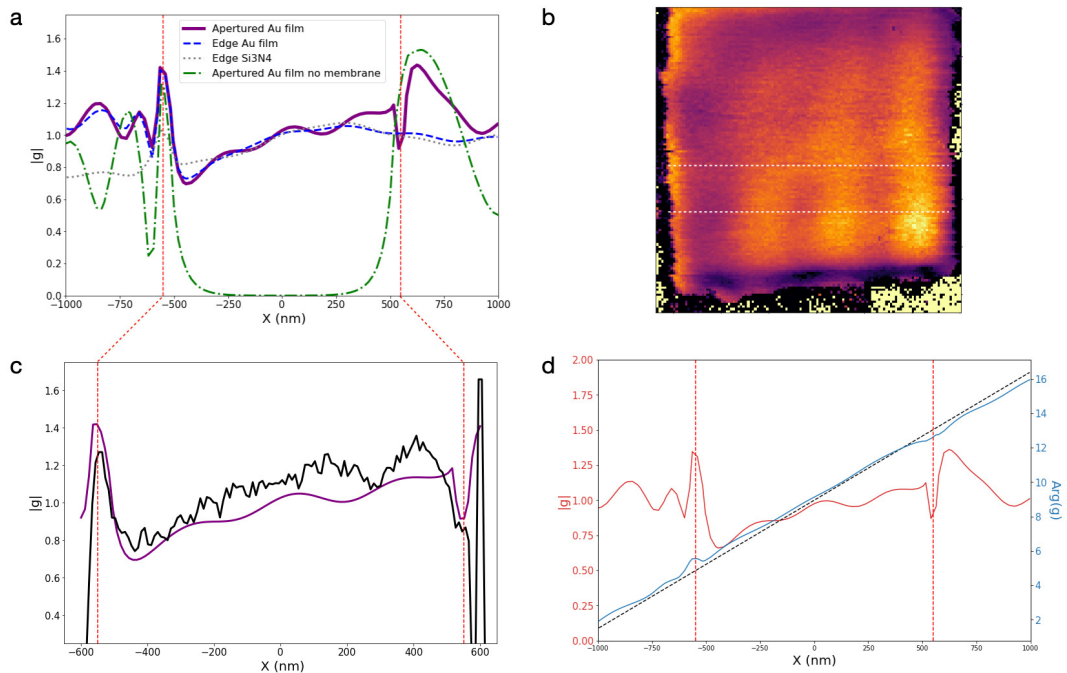 a
|g|
1.6
1.4
1.2
1.0
0.8
0.6
0.4
0.2
0.0
Apertured Au film
Edge Au film
Edge Si3N4
Apertured Au film no membrane
−1000 −750 −500 −250 0 250 500 750 1000
X (nm)
b
c
|g|
1.6
1.4
1.2
1.0
0.8
0.6
0.4
−600 −400 −200 0 200 400 600
X (nm)
d
|g|
2.00
1.75
1.50
1.25
1.00
0.75
0.50
0.25
0.00
16
14
12
10
8
6
4
2
Arg(g)
−1000 −750 −500 −250 0 250 500 750 1000
X (nm)